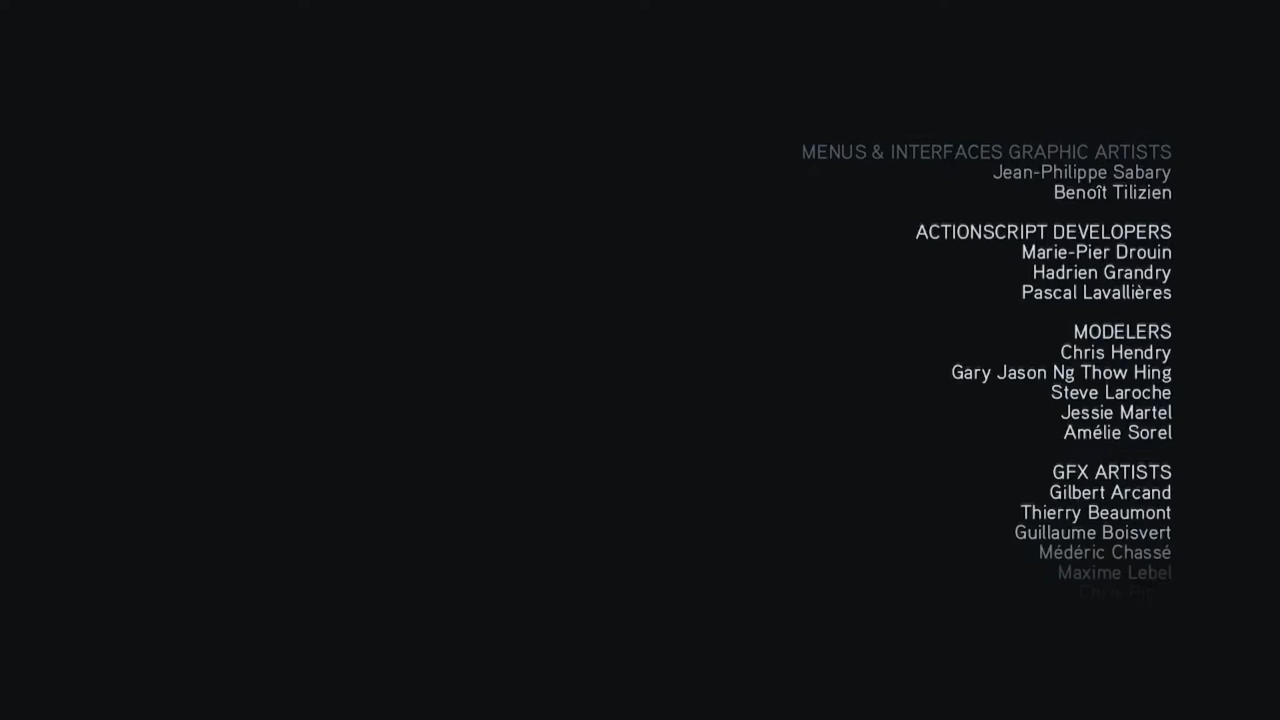 MENUS & INTERFACES GRAPHIC ARTISTS
Jean-Philippe Sabary
Benoît Tilizien
ACTIONSCRIPT DEVELOPERS
Marie-Pier Drouin
Hadrien Grandry
Pascal Lavallières
MODELERS
Chris Hendry
Gary Jason Ng Thow Hing
Steve Laroche
Jessie Martel
Amélie Sorel
GFX ARTISTS
Gilbert Arcand
Thierry Beaumont
Guillaume Boisvert
Médéric Chassé
Maxime Lebel